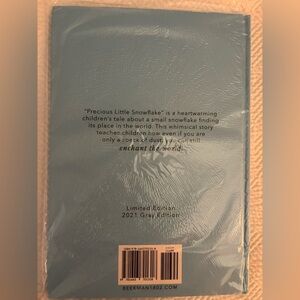 "Precious Little Snowflake" is a heartwarming
children's tale about a small snowflake finding
its place in the world. This whimsical story
teaches children how even if you are
only a speck of dust, you can still
enchant the world.
Limited Edition
2021 Gray Edition
BEEKMAN1802.COM